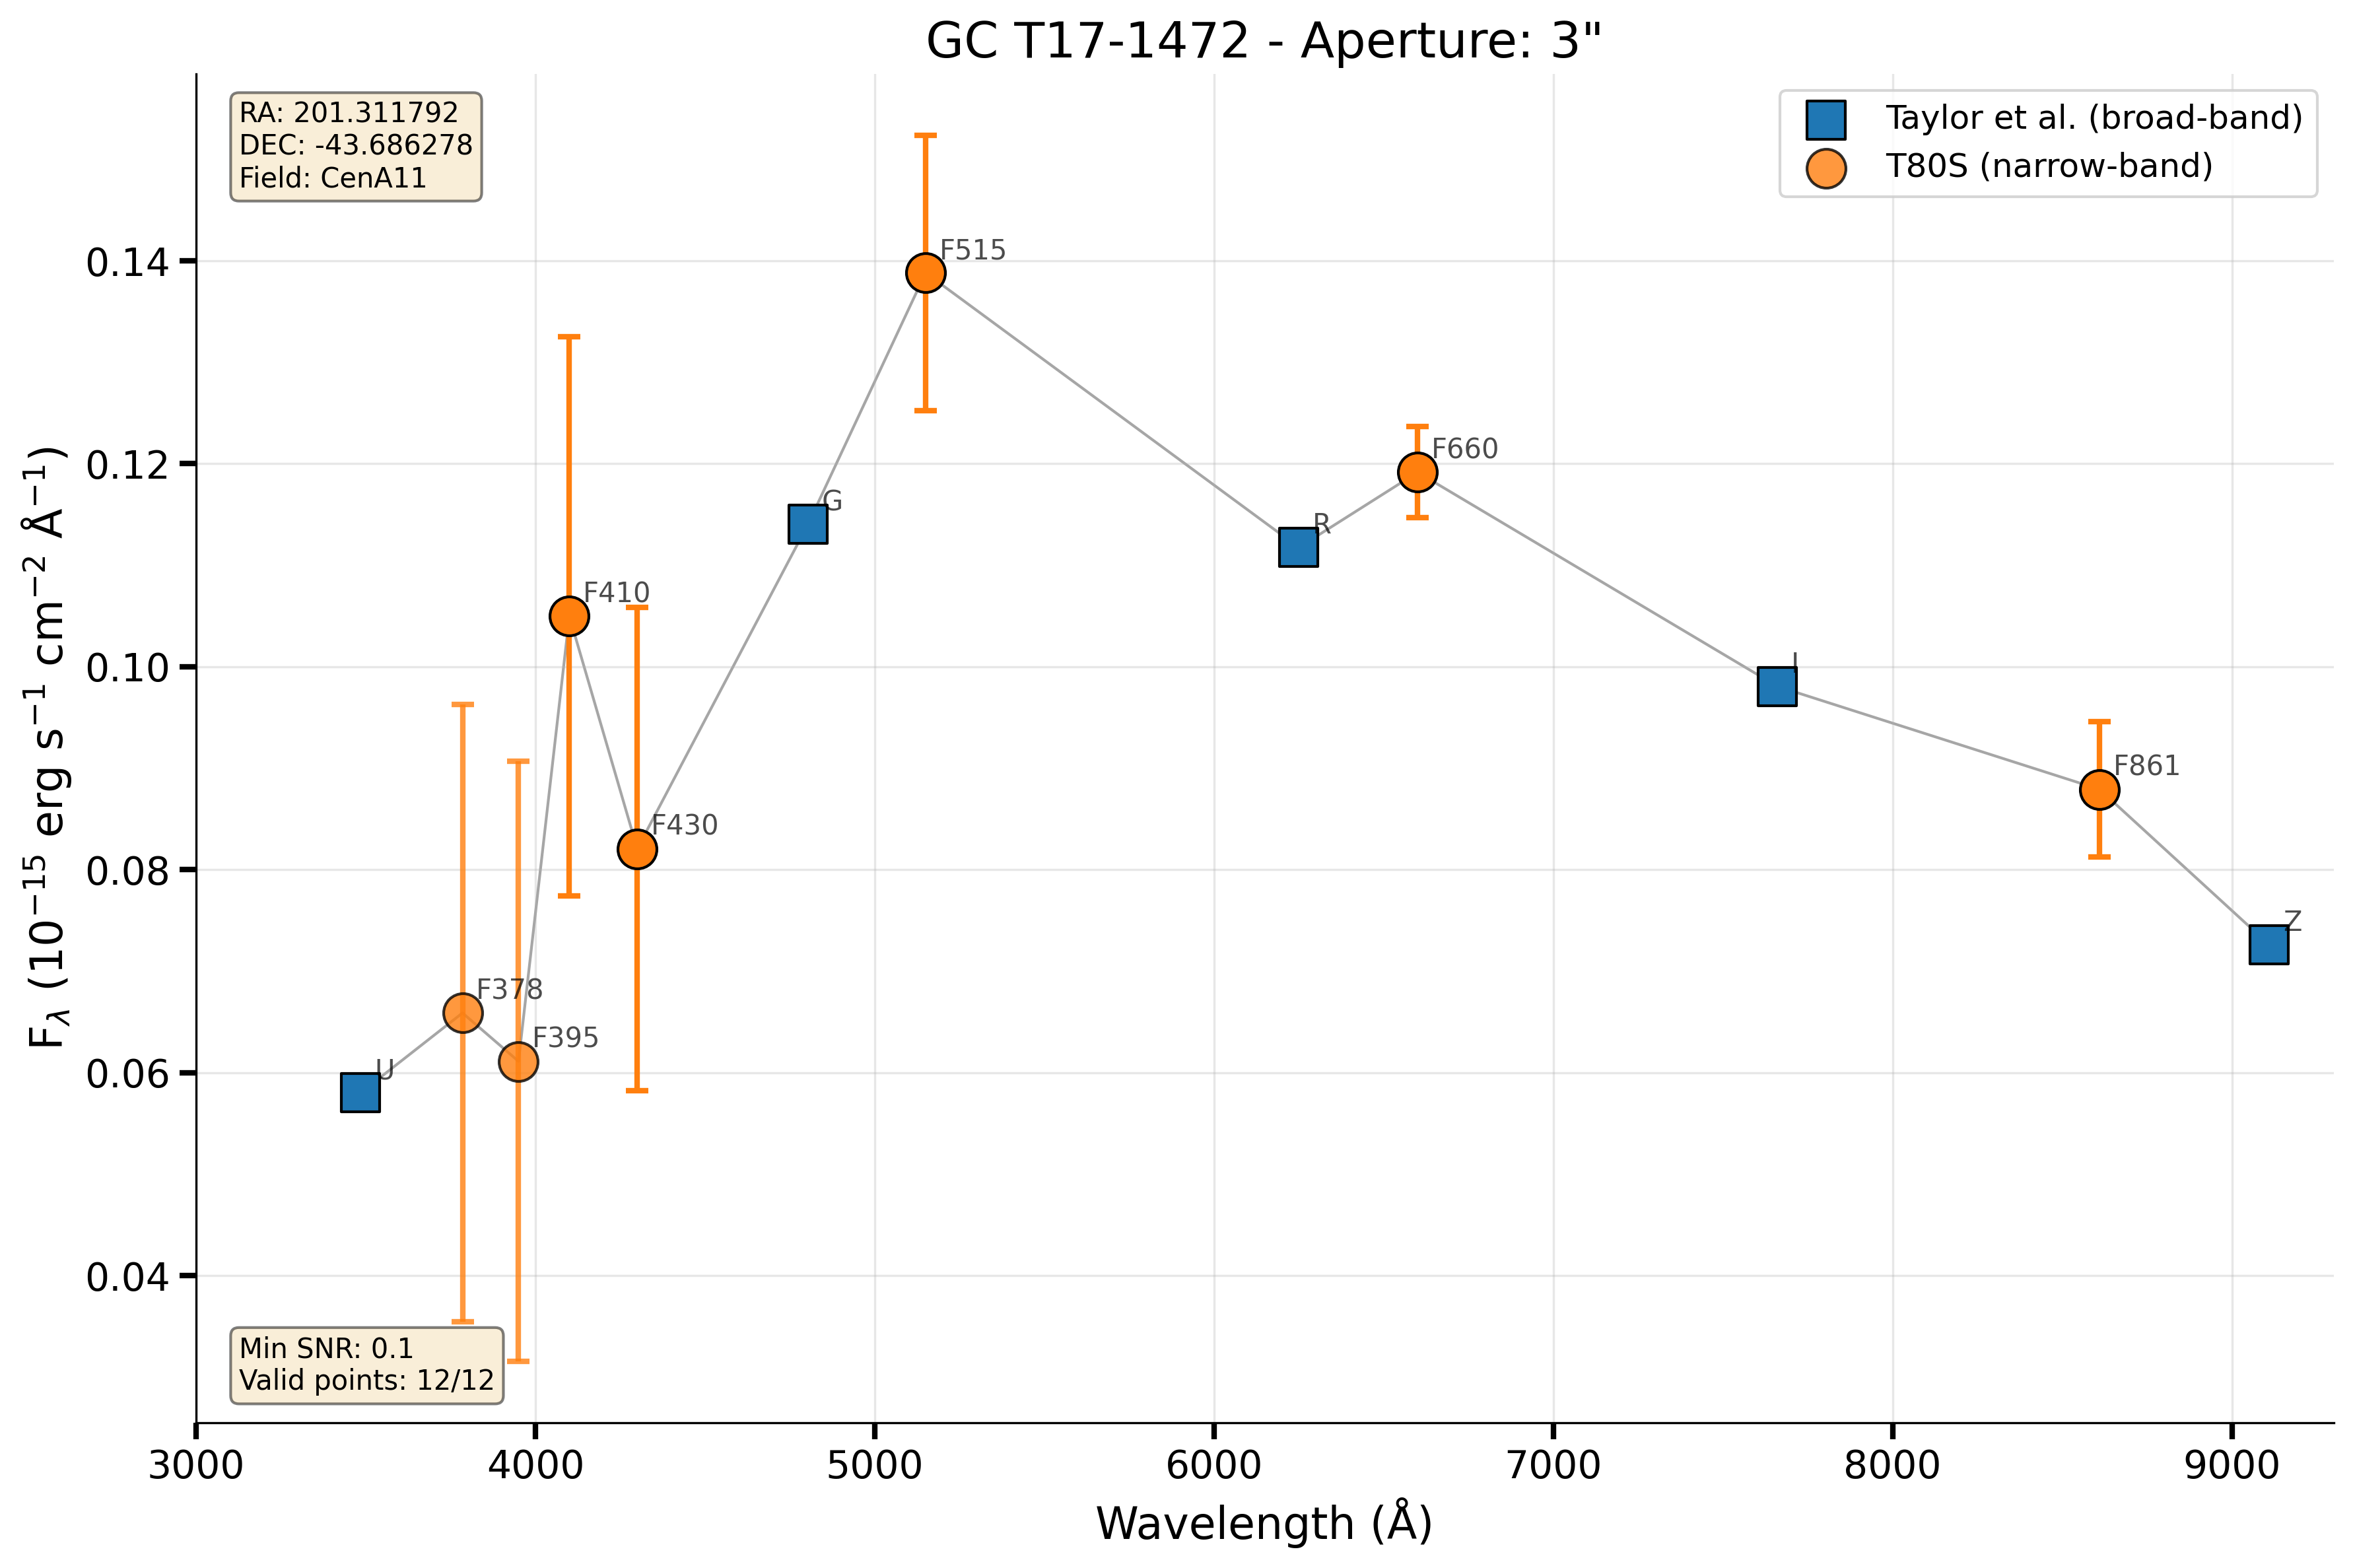 GC T17-1472 - Aperture: 3"
RA: 201.311792
DEC: -43.686278
Field: CenA11
Taylor et al. (broad-band)
T80S (narrow-band)
F515
0.14
F660
0.12
G
R
F410
I
0.10
F861
F430
0.08
Z
F378
F395
U
0.06
0.04
Fλ (10⁻¹⁵ erg s⁻¹ cm⁻² Å⁻¹)
Min SNR: 0.1
Valid points: 12/12
3000 4000 5000 6000 7000 8000 9000
Wavelength (Å)